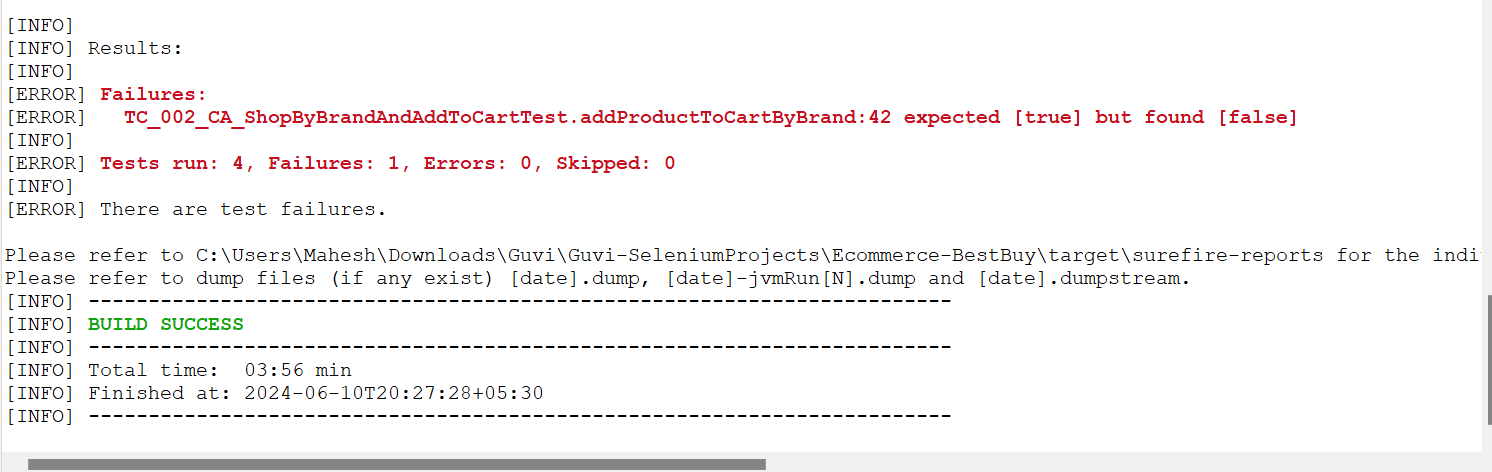 [INFO]
[INFO] Results:
[INFO]
[ERROR] Failures:
[ERROR]   TC_002_CA_ShopByBrandAndAddToCartTest.addProductToCartByBrand:42 expected [true] but found [false]
[INFO]
[ERROR] Tests run: 4, Failures: 1, Errors: 0, Skipped: 0
[INFO]
[ERROR] There are test failures.

Please refer to C:\Users\Mahesh\Downloads\Guvi\Guvi-SeleniumProjects\Ecommerce-BestBuy\target\surefire-reports for the indi
Please refer to dump files (if any exist) [date].dump, [date]-jvmRun[N].dump and [date].dumpstream.
[INFO] ------------------------------------------------------------------------
[INFO] BUILD SUCCESS
[INFO] ------------------------------------------------------------------------
[INFO] Total time:  03:56 min
[INFO] Finished at: 2024-06-10T20:27:28+05:30
[INFO] ------------------------------------------------------------------------